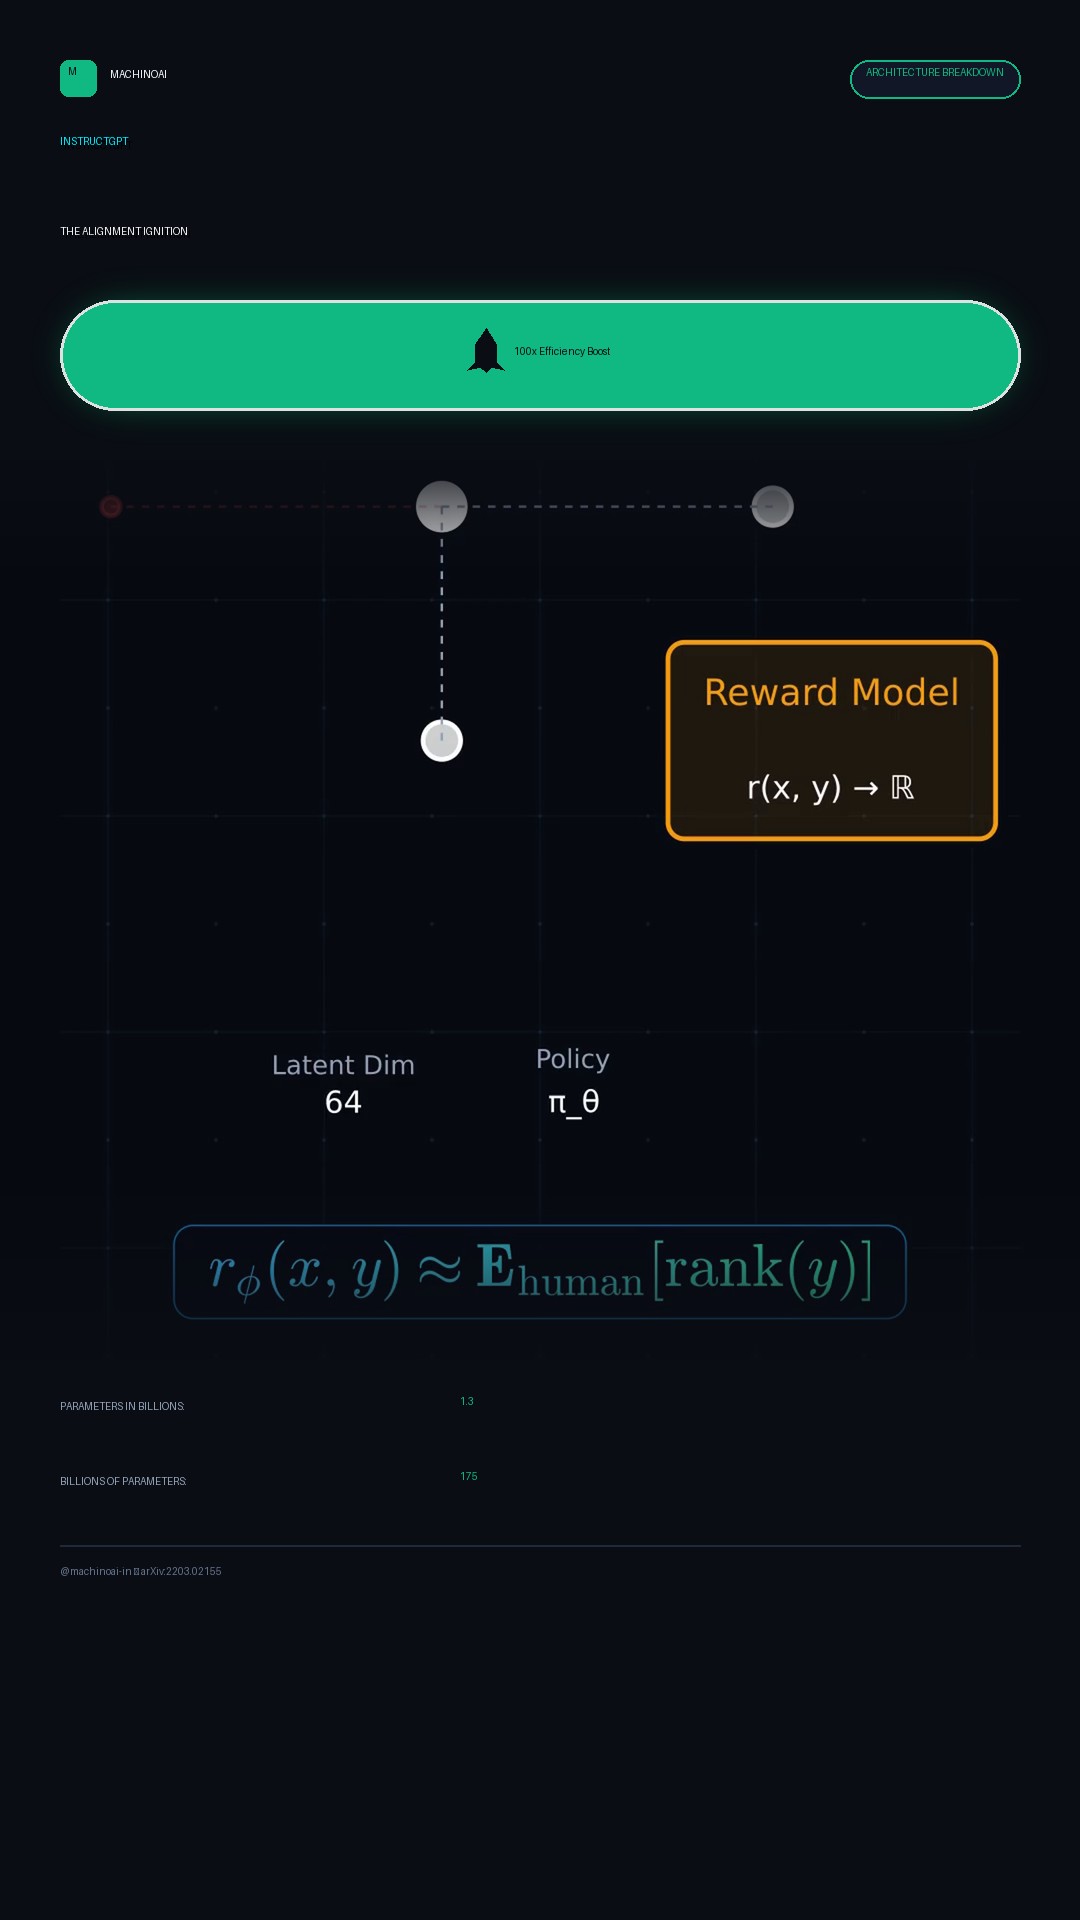 M
MACHINOAI
ARCHITECTURE BREAKDOWN
INSTRUCTGPT
THE ALIGNMENT IGNITION
100x Efficiency Boost
Reward Model
r(x, y) → ℝ
Latent Dim
64
Policy
π_θ
r_ϕ(x, y) ≈ E_human[rank(y)]
PARAMETERS IN BILLIONS:
1.3
BILLIONS OF PARAMETERS:
175
@machinoai-in ▯ arXiv:2203.02155